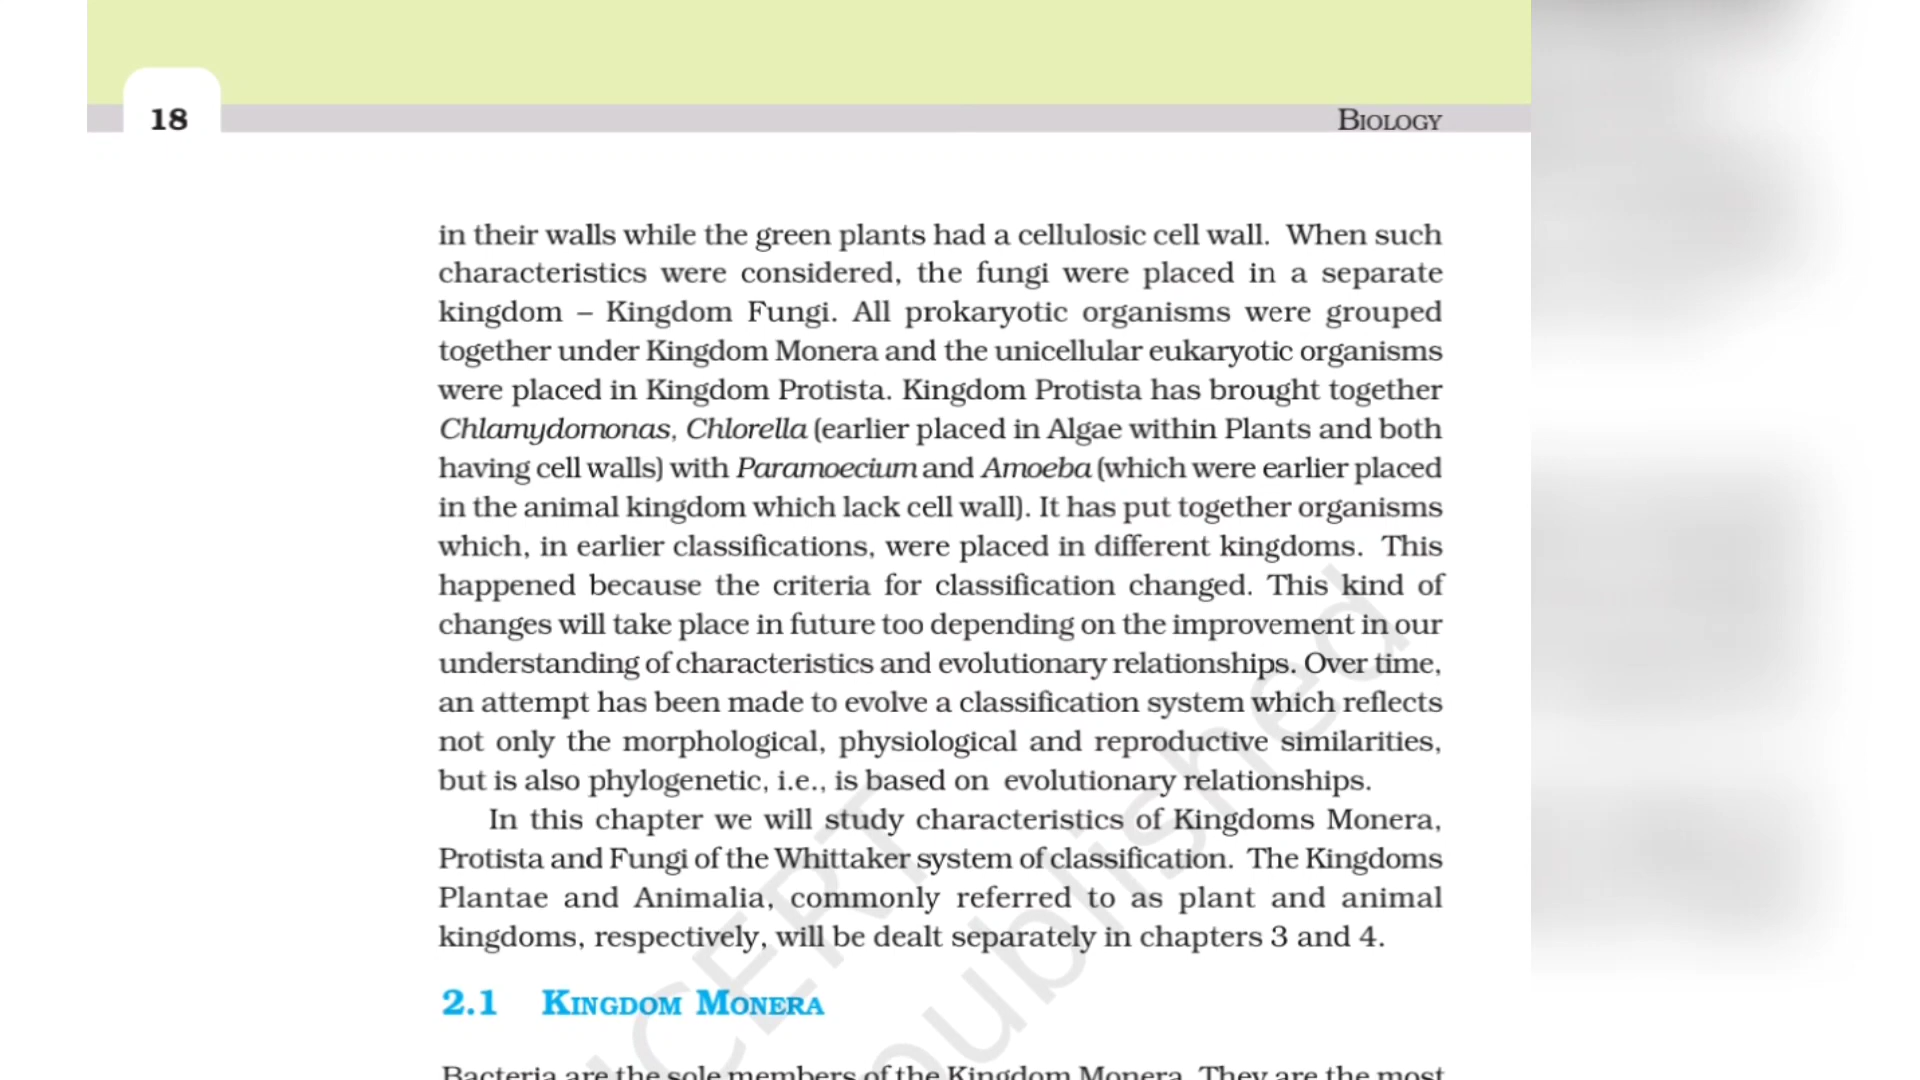 18
BIOLOGY
in their walls while the green plants had a cellulosic cell wall. When such
characteristics were considered, the fungi were placed in a separate
kingdom – Kingdom Fungi. All prokaryotic organisms were grouped
together under Kingdom Monera and the unicellular eukaryotic organisms
were placed in Kingdom Protista. Kingdom Protista has brought together
Chlamydomonas, Chlorella (earlier placed in Algae within Plants and both
having cell walls) with Paramoecium and Amoeba (which were earlier placed
in the animal kingdom which lack cell wall). It has put together organisms
which, in earlier classifications, were placed in different kingdoms. This
happened because the criteria for classification changed. This kind of
changes will take place in future too depending on the improvement in our
understanding of characteristics and evolutionary relationships. Over time,
an attempt has been made to evolve a classification system which reflects
not only the morphological, physiological and reproductive similarities,
but is also phylogenetic, i.e., is based on evolutionary relationships.
In this chapter we will study characteristics of Kingdoms Monera,
Protista and Fungi of the Whittaker system of classification. The Kingdoms
Plantae and Animalia, commonly referred to as plant and animal
kingdoms, respectively, will be dealt separately in chapters 3 and 4.
2.1 KINGDOM MONERA
Bacteria are the sole members of the Kingdom Monera. They are the most
NCERT
published